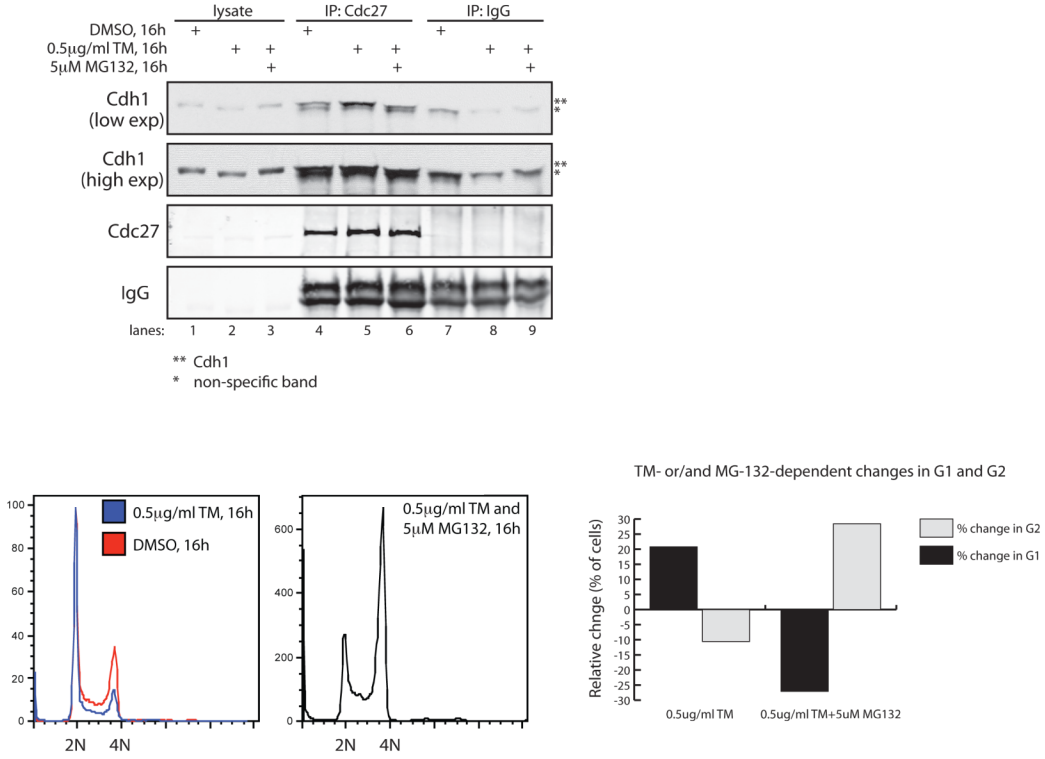 lysate IP: Cdc27 IP: IgG
DMSO, 16h + + +
0.5μg/ml TM, 16h + + + + + +
5μM MG132, 16h + + +
Cdh1
(low exp)
**
*
Cdh1
(high exp)
**
*
Cdc27
IgG
lanes: 1 2 3 4 5 6 7 8 9
** Cdh1
* non-specific band
100
80
60
40
20
0
2N 4N
0.5μg/ml TM, 16h
DMSO, 16h
600
400
200
0
2N 4N
0.5μg/ml TM and
5μM MG132, 16h
TM- or/and MG-132-dependent changes in G1 and G2
Relative chnge (% of cells)
30
25
20
15
10
5
0
-5
-10
-15
-20
-25
-30
0.5ug/ml TM 0.5ug/ml TM+5uM MG132
% change in G2
% change in G1